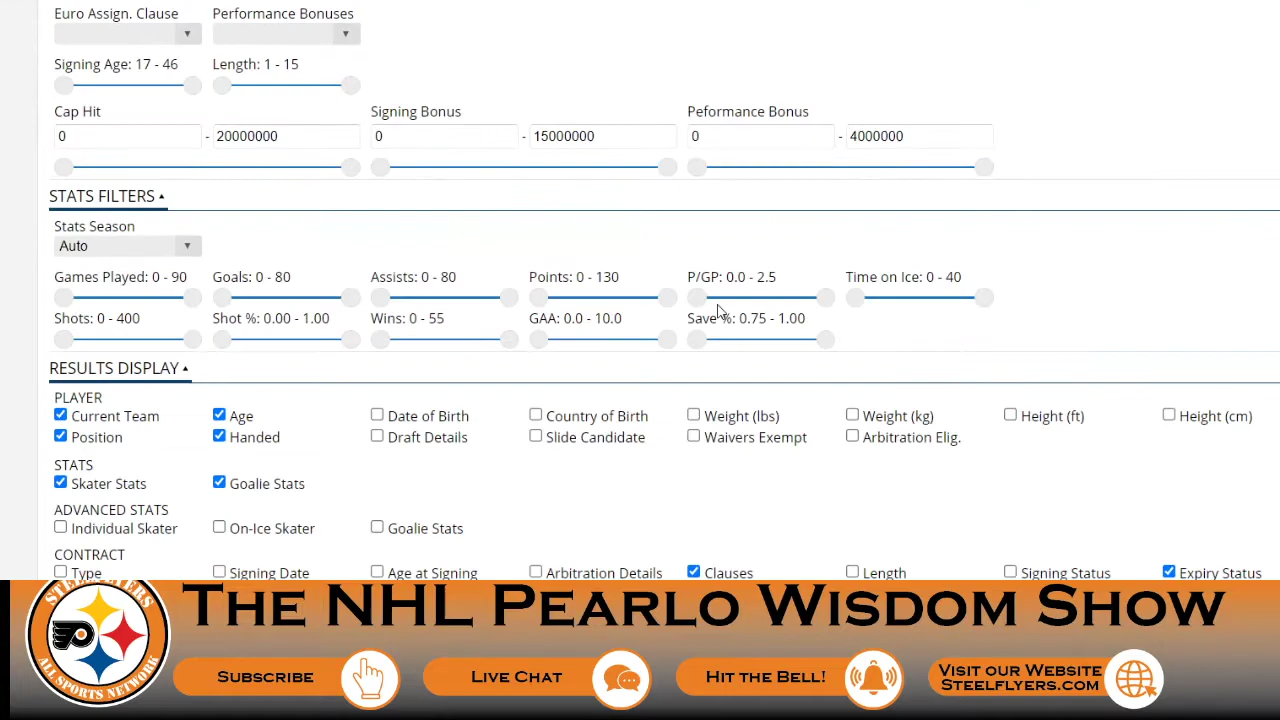 Euro Assign. Clause Performance Bonuses
Signing Age: 17 - 46 Length: 1 - 15
Cap Hit Signing Bonus Peformance Bonus
0 - 20000000 0 - 15000000 0 - 4000000
STATS FILTERS
Stats Season
Auto
Games Played: 0 - 90 Goals: 0 - 80 Assists: 0 - 80 Points: 0 - 130 P/GP: 0.0 - 2.5 Time on Ice: 0 - 40
Shots: 0 - 400 Shot %: 0.00 - 1.00 Wins: 0 - 55 GAA: 0.0 - 10.0 Save %: 0.75 - 1.00
RESULTS DISPLAY
PLAYER
Current Team Age Date of Birth Country of Birth Weight (lbs) Weight (kg) Height (ft) Height (cm)
Position Handed Draft Details Slide Candidate Waivers Exempt Arbitration Elig.
STATS
Skater Stats Goalie Stats
ADVANCED STATS
Individual Skater On-Ice Skater Goalie Stats
CONTRACT
Type Signing Date Age at Signing Arbitration Details Clauses Length Signing Status Expiry Status
STEEL FLYERS
ALL SPORTS NETWORK
THE NHL PEARLO WISDOM SHOW
SUBSCRIBE LIVE CHAT HIT THE BELL! VISIT OUR WEBSITE
STEELFLYERS.COM